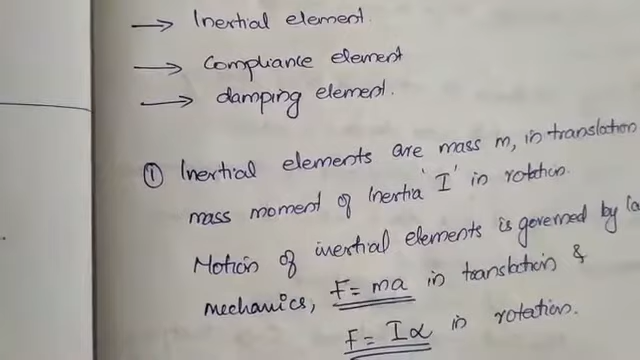 → Inertial element.
→ Compliance element
→ damping element.
① Inertial elements are mass m, in translation
mass moment of Inertia 'I' in rotation.
Motion of inertial elements is governed by la
mechanics, F = ma in translation &
F = Iα in rotation.